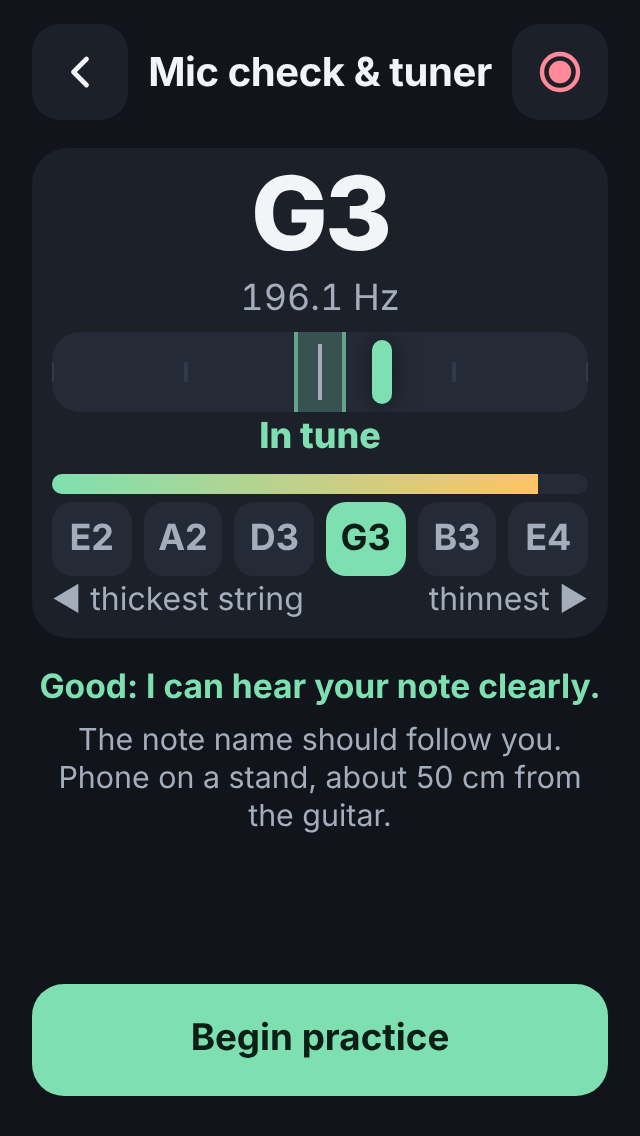 Mic check & tuner
G3
196.1 Hz
In tune
E2 A2 D3 G3 B3 E4
◀ thickest string thinnest ▶
Good: I can hear your note clearly.
The note name should follow you.
Phone on a stand, about 50 cm from
the guitar.
Begin practice